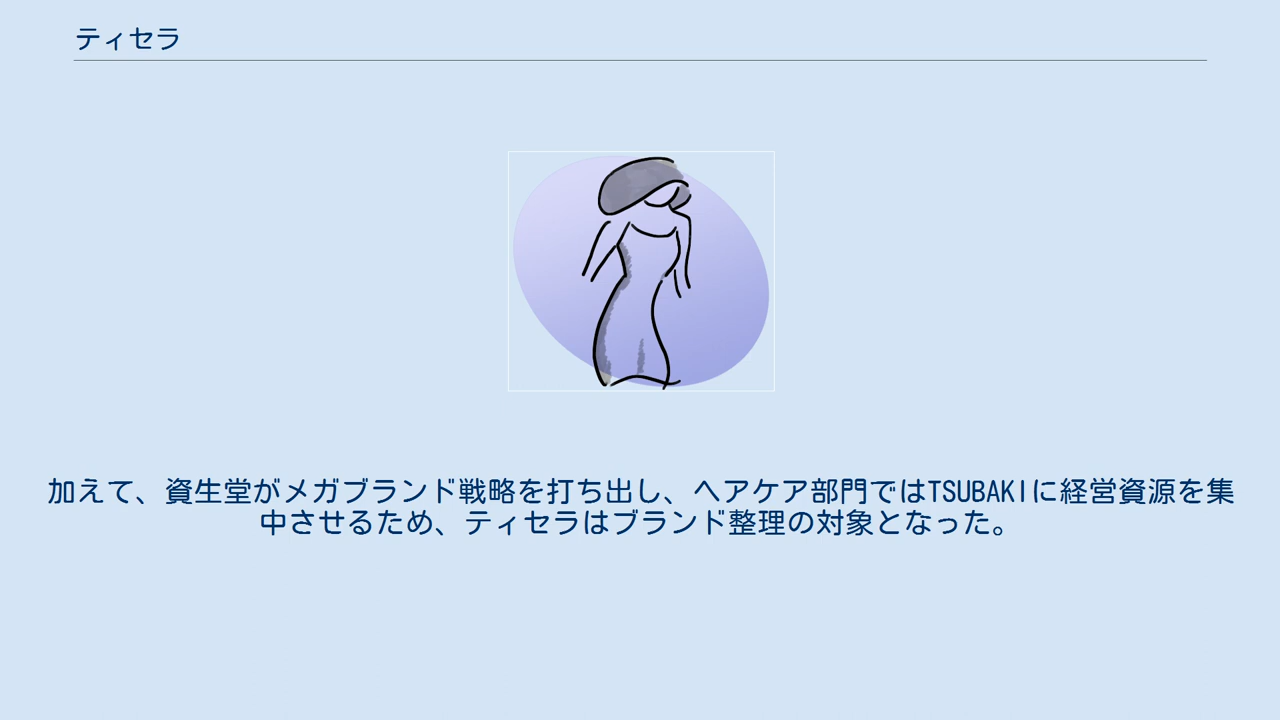 ティセラ
加えて、資生堂がメガブランド戦略を打ち出し、ヘアケア部門ではTSUBAKIに経営資源を集
中させるため、ティセラはブランド整理の対象となった。